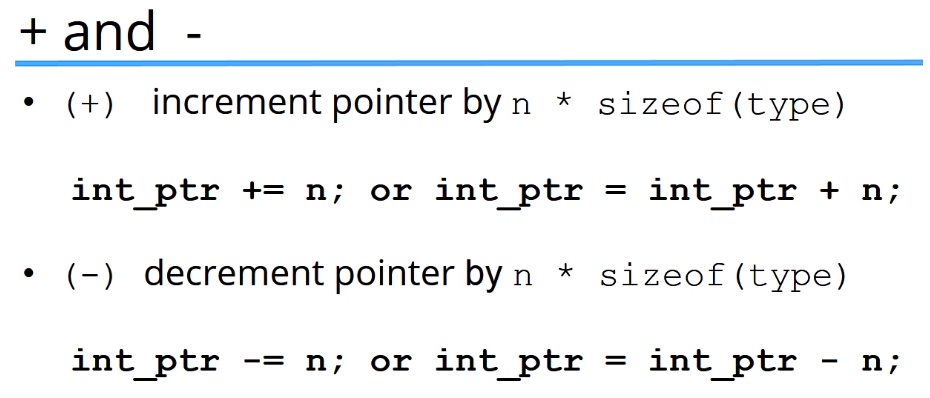 + and -
• (+) increment pointer by n * sizeof(type)
int_ptr += n; or int_ptr = int_ptr + n;
• (-) decrement pointer by n * sizeof(type)
int_ptr -= n; or int_ptr = int_ptr - n;